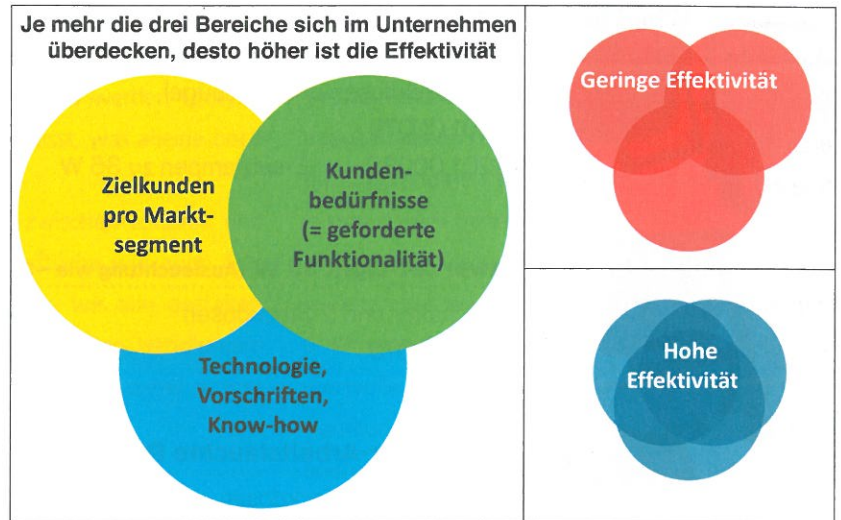 Je mehr die drei Bereiche sich im Unternehmen
überdecken, desto höher ist die Effektivität
Zielkunden
pro Markt-
segment
Kunden-
bedürfnisse
(= geforderte
Funktionalität)
Technologie,
Vorschriften,
Know-how
Geringe Effektivität
Hohe
Effektivität